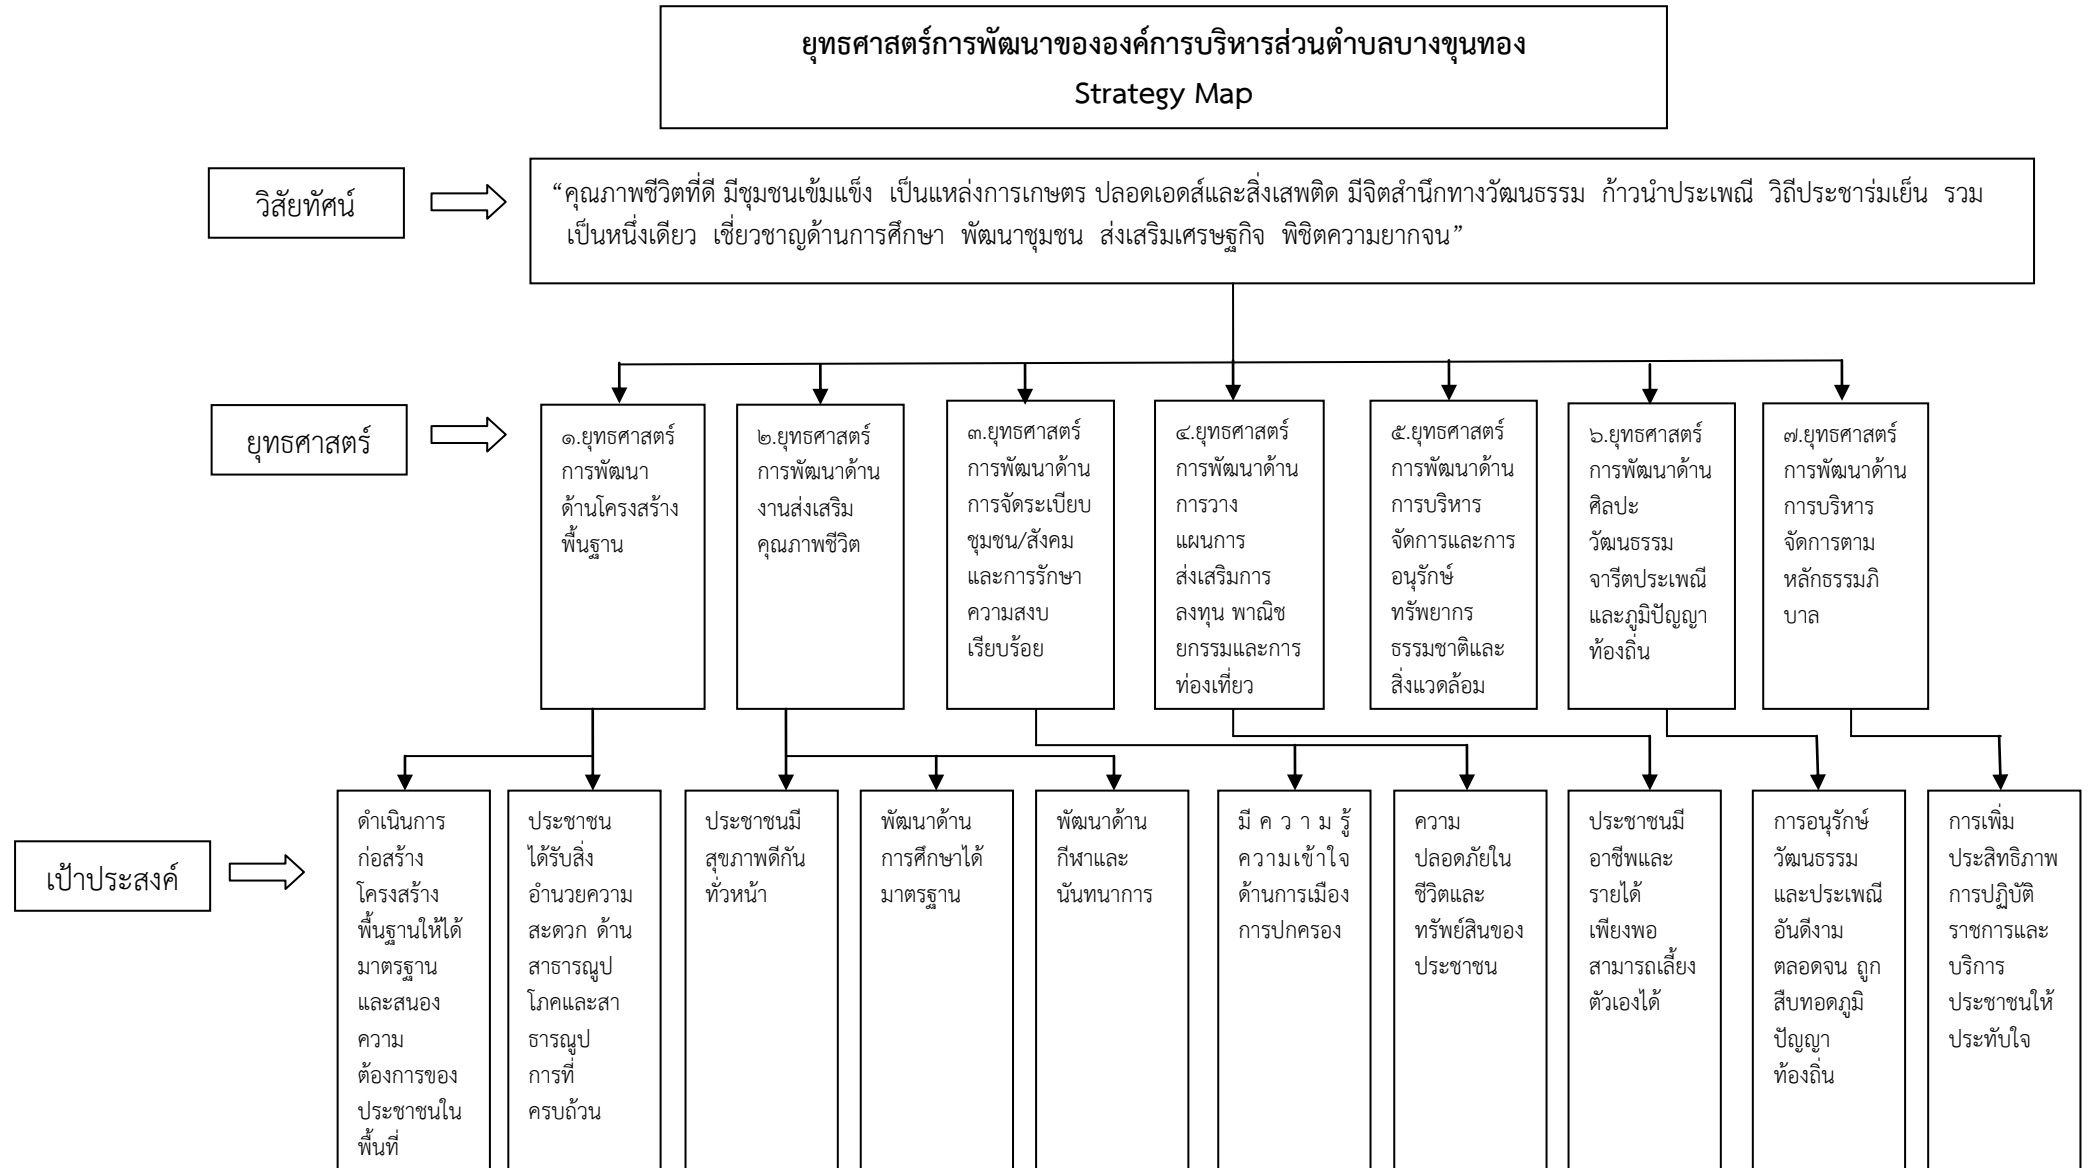 ยุทธศาสตร์การพัฒนาขององค์การบริหารส่วนตำบลบางขุนทอง
Strategy Map
วิสัยทัศน์
“คุณภาพชีวิตที่ดี มีชุมชนเข้มแข็ง เป็นแหล่งการเกษตร ปลอดเอดส์และสิ่งเสพติด มีจิตสำนึกทางวัฒนธรรม ก้าวนำประเพณี วิถีประชาร่มเย็น รวม
เป็นหนึ่งเดียว เชี่ยวชาญด้านการศึกษา พัฒนาชุมชน ส่งเสริมเศรษฐกิจ พิชิตความยากจน”
ยุทธศาสตร์
๑.ยุทธศาสตร์
การพัฒนา
ด้านโครงสร้าง
พื้นฐาน
๒.ยุทธศาสตร์
การพัฒนาด้าน
งานส่งเสริม
คุณภาพชีวิต
๓.ยุทธศาสตร์
การพัฒนาด้าน
การจัดระเบียบ
ชุมชน/สังคม
และการรักษา
ความสงบ
เรียบร้อย
๔.ยุทธศาสตร์
การพัฒนาด้าน
การวาง
แผนการ
ส่งเสริมการ
ลงทุน พาณิช
ยกรรมและการ
ท่องเที่ยว
๕.ยุทธศาสตร์
การพัฒนาด้าน
การบริหาร
จัดการและการ
อนุรักษ์
ทรัพยากร
ธรรมชาติและ
สิ่งแวดล้อม
๖.ยุทธศาสตร์
การพัฒนาด้าน
ศิลปะ
วัฒนธรรม
จารีตประเพณี
และภูมิปัญญา
ท้องถิ่น
๗.ยุทธศาสตร์
การพัฒนาด้าน
การบริหาร
จัดการตาม
หลักธรรมภิ
บาล
เป้าประสงค์
ดำเนินการ
ก่อสร้าง
โครงสร้าง
พื้นฐานให้ได้
มาตรฐาน
และสนอง
ความ
ต้องการของ
ประชาชนใน
พื้นที่
ประชาชน
ได้รับสิ่ง
อำนวยความ
สะดวก ด้าน
สาธารณูป
โภคและสา
ธารณูป
การที่
ครบถ้วน
ประชาชนมี
สุขภาพดีกัน
ทั่วหน้า
พัฒนาด้าน
การศึกษาได้
มาตรฐาน
พัฒนาด้าน
กีฬาและ
นันทนาการ
มี ค ว า ม รู้
ความเข้าใจ
ด้านการเมือง
การปกครอง
ความ
ปลอดภัยใน
ชีวิตและ
ทรัพย์สินของ
ประชาชน
ประชาชนมี
อาชีพและ
รายได้
เพียงพอ
สามารถเลี้ยง
ตัวเองได้
การอนุรักษ์
วัฒนธรรม
และประเพณี
อันดีงาม
ตลอดจน ถูก
สืบทอดภูมิ
ปัญญา
ท้องถิ่น
การเพิ่ม
ประสิทธิภาพ
การปฏิบัติ
ราชการและ
บริการ
ประชาชนให้
ประทับใจ